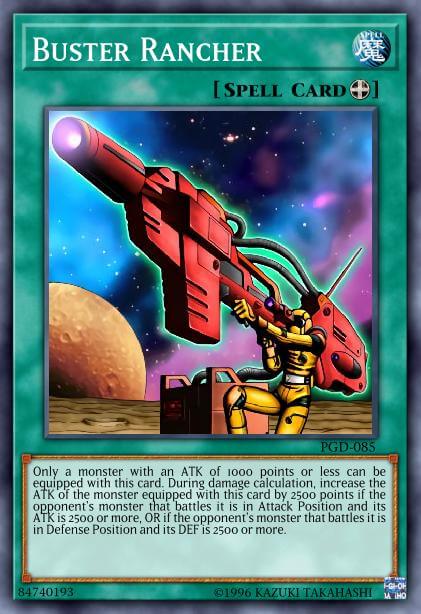 BUSTER RANCHER
SPELL
魔
[SPELL CARD]
PGD-085
Only a monster with an ATK of 1000 points or less can be
equipped with this card. During damage calculation, increase the
ATK of the monster equipped with this card by 2500 points if the
opponent's monster that battles it is in Attack Position and its
ATK is 2500 or more, OR if the opponent's monster that battles it is
in Defense Position and its DEF is 2500 or more.
84740193
©1996 KAZUKI TAKAHASHI